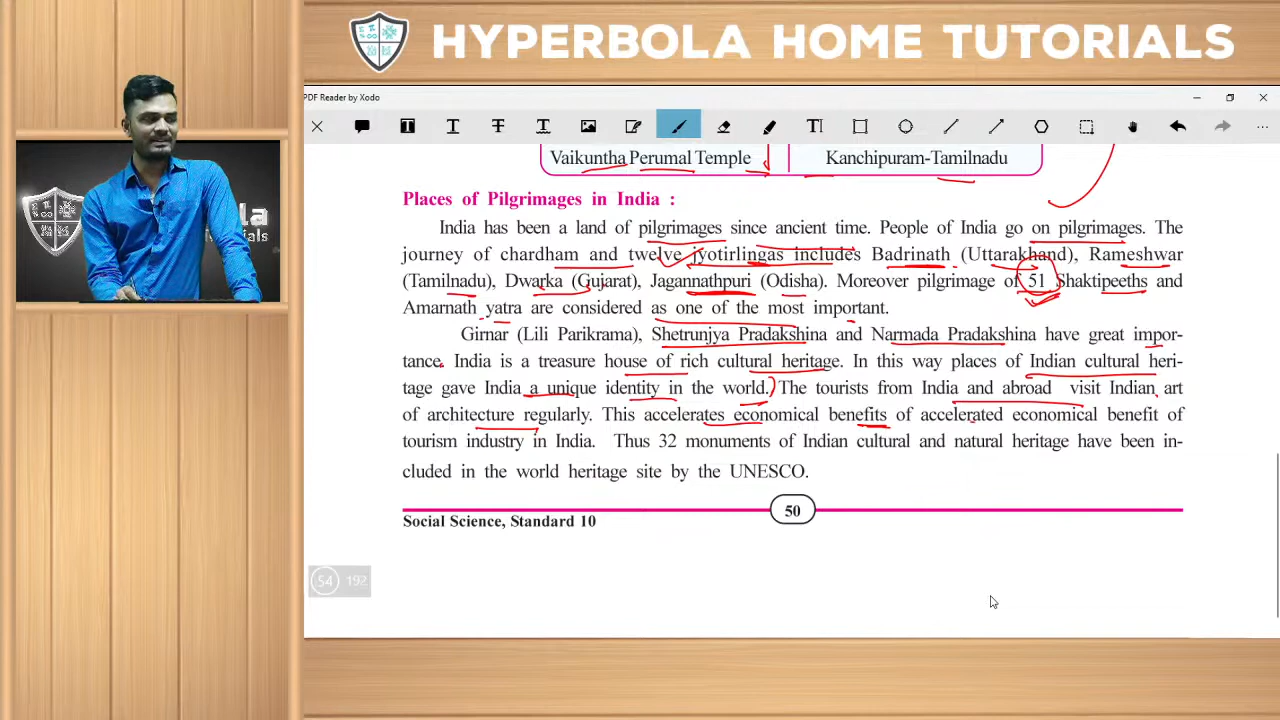 HYPERBOLA HOME TUTORIALS
PDF Reader by Xodo
Vaikuntha Perumal Temple Kanchipuram-Tamilnadu
Places of Pilgrimages in India :
India has been a land of pilgrimages since ancient time. People of India go on pilgrimages. The
journey of chardham and twelve jyotirlingas includes Badrinath (Uttarakhand), Rameshwar
(Tamilnadu), Dwarka (Gujarat), Jagannathpuri (Odisha). Moreover pilgrimage of 51 Shaktipeeths and
Amarnath yatra are considered as one of the most important.
Girnar (Lili Parikrama), Shetrunjya Pradakshina and Narmada Pradakshina have great impor-
tance. India is a treasure house of rich cultural heritage. In this way places of Indian cultural heri-
tage gave India a unique identity in the world. The tourists from India and abroad visit Indian art
of architecture regularly. This accelerates economical benefits of accelerated economical benefit of
tourism industry in India. Thus 32 monuments of Indian cultural and natural heritage have been in-
cluded in the world heritage site by the UNESCO.
50
Social Science, Standard 10
54 192